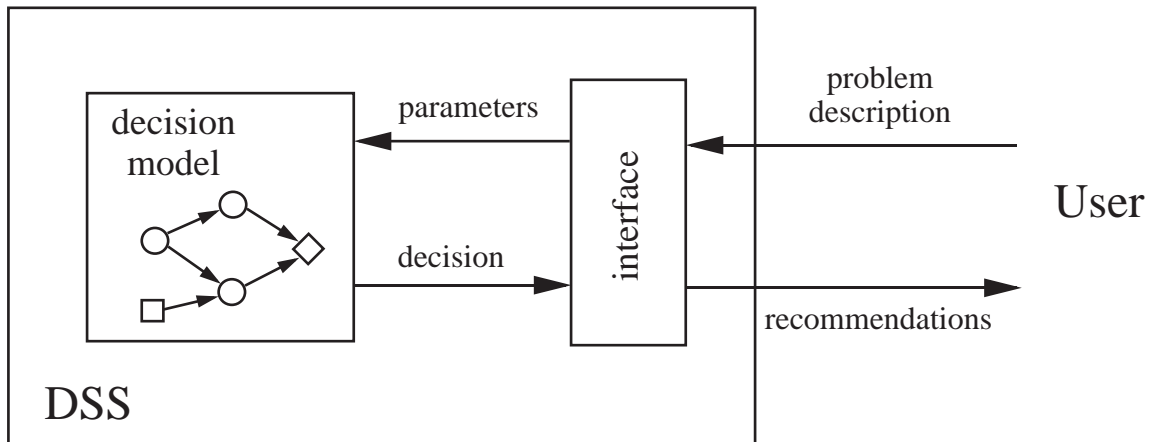 decision
model
parameters
decision
interface
problem
description
User
recommendations
DSS